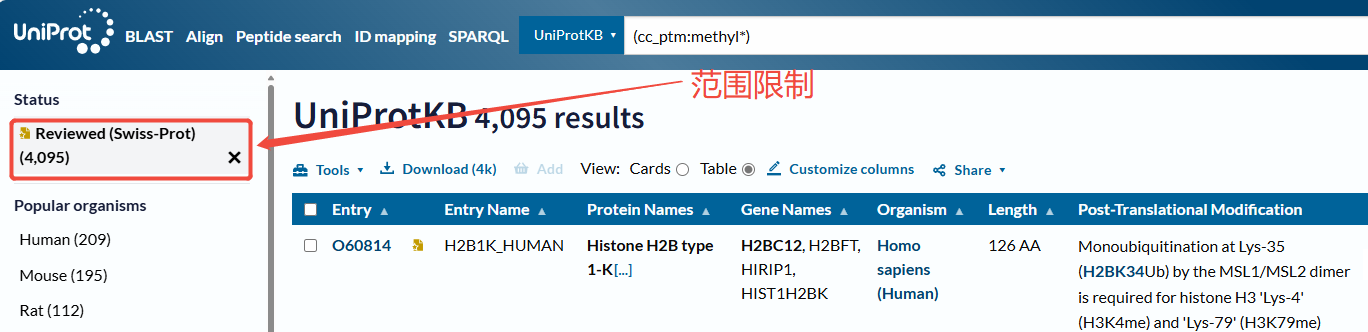 UniProt BLAST Align Peptide search ID mapping SPARQL UniProtKB (cc_ptm:methyl*)
Status
Reviewed (Swiss-Prot)
(4,095)
Popular organisms
Human (209)
Mouse (195)
Rat (112)
范围限制
UniProtKB 4,095 results
Tools Download (4k) Add View: Cards Table Customize columns Share
Entry Entry Name Protein Names Gene Names Organism Length Post-Translational Modification
O60814 H2B1K_HUMAN Histone H2B type 1-K[...] H2BC12, H2BFT, HIRIP1, HIST1H2BK Homo sapiens (Human) 126 AA Monoubiquitination at Lys-35
(H2BK34Ub) by the MSL1/MSL2 dimer
is required for histone H3 'Lys-4'
(H3K4me) and 'Lys-79' (H3K79me)